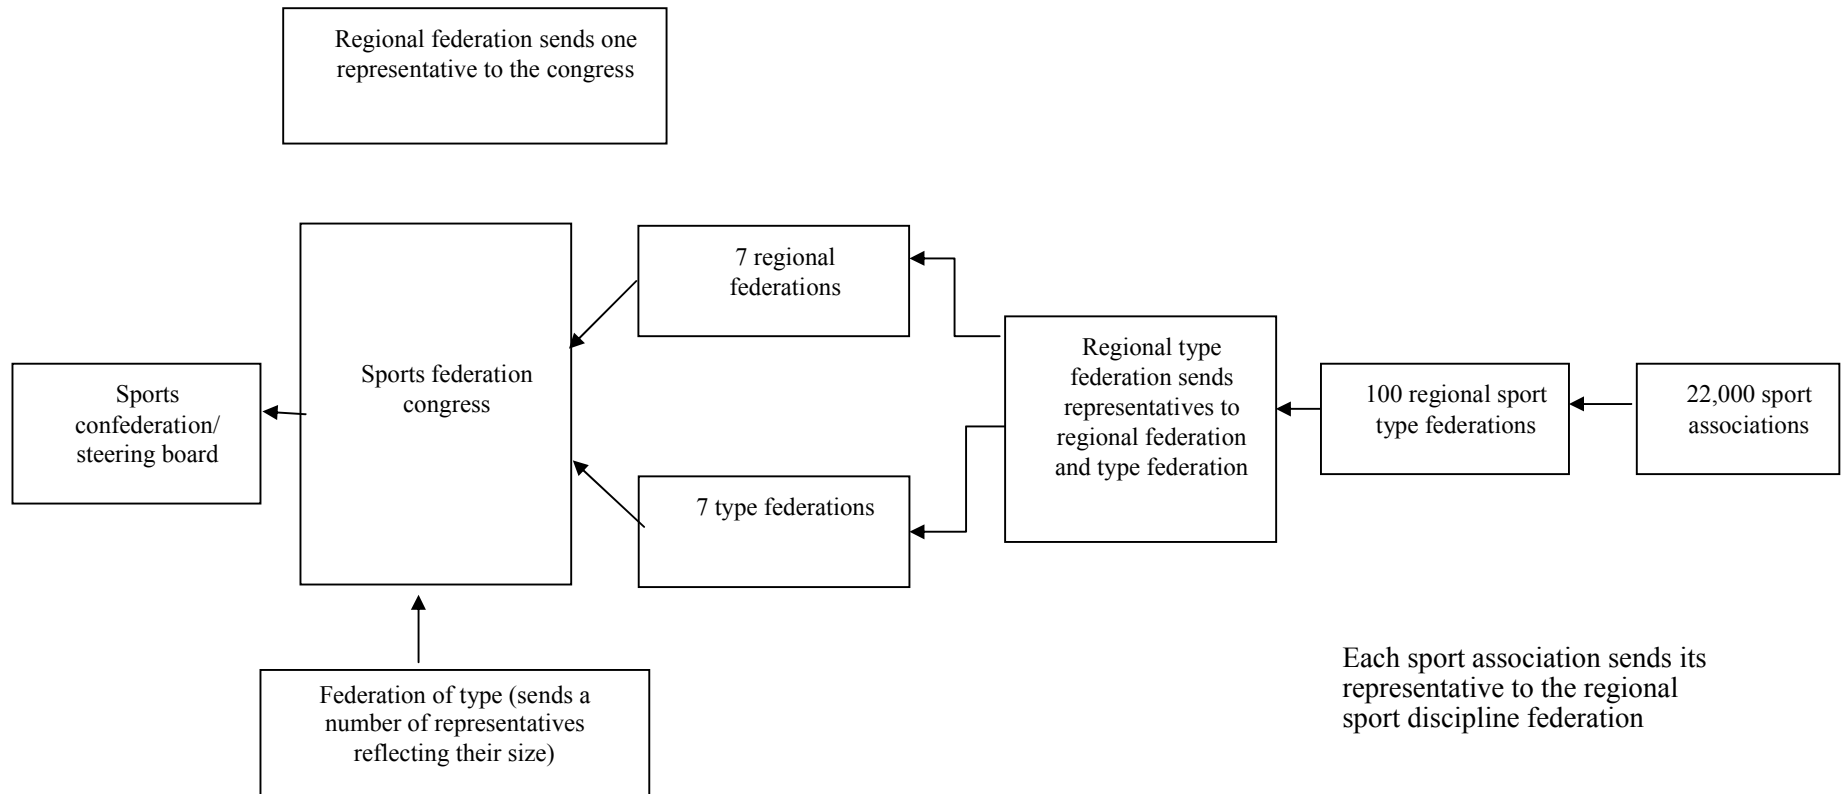 Regional federation sends one
representative to the congress
7 regional
federations
Sports federation
congress
Regional type
federation sends
representatives to
regional federation
and type federation
Sports
confederation/
steering board
100 regional sport
type federations
22,000 sport
associations
7 type federations
Each sport association sends its
representative to the regional
sport discipline federation
Federation of type (sends a
number of representatives
reflecting their size)